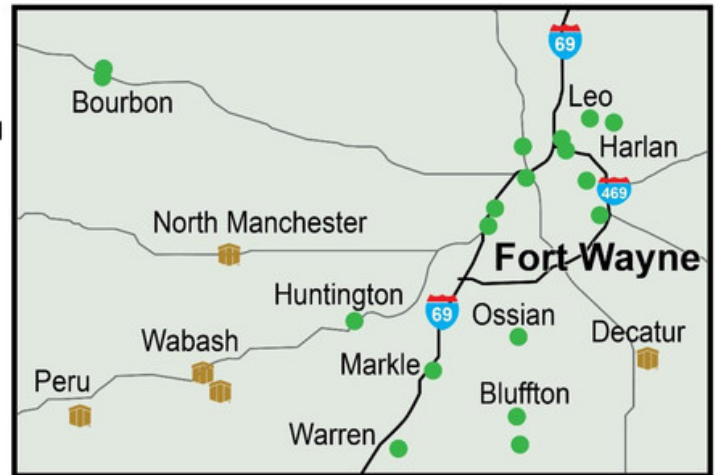 69
Leo
Bourbon
Harlan
469
North Manchester
Fort Wayne
Huntington
69
Ossian
Wabash
Decatur
Markle
Peru
Bluffton
Warren